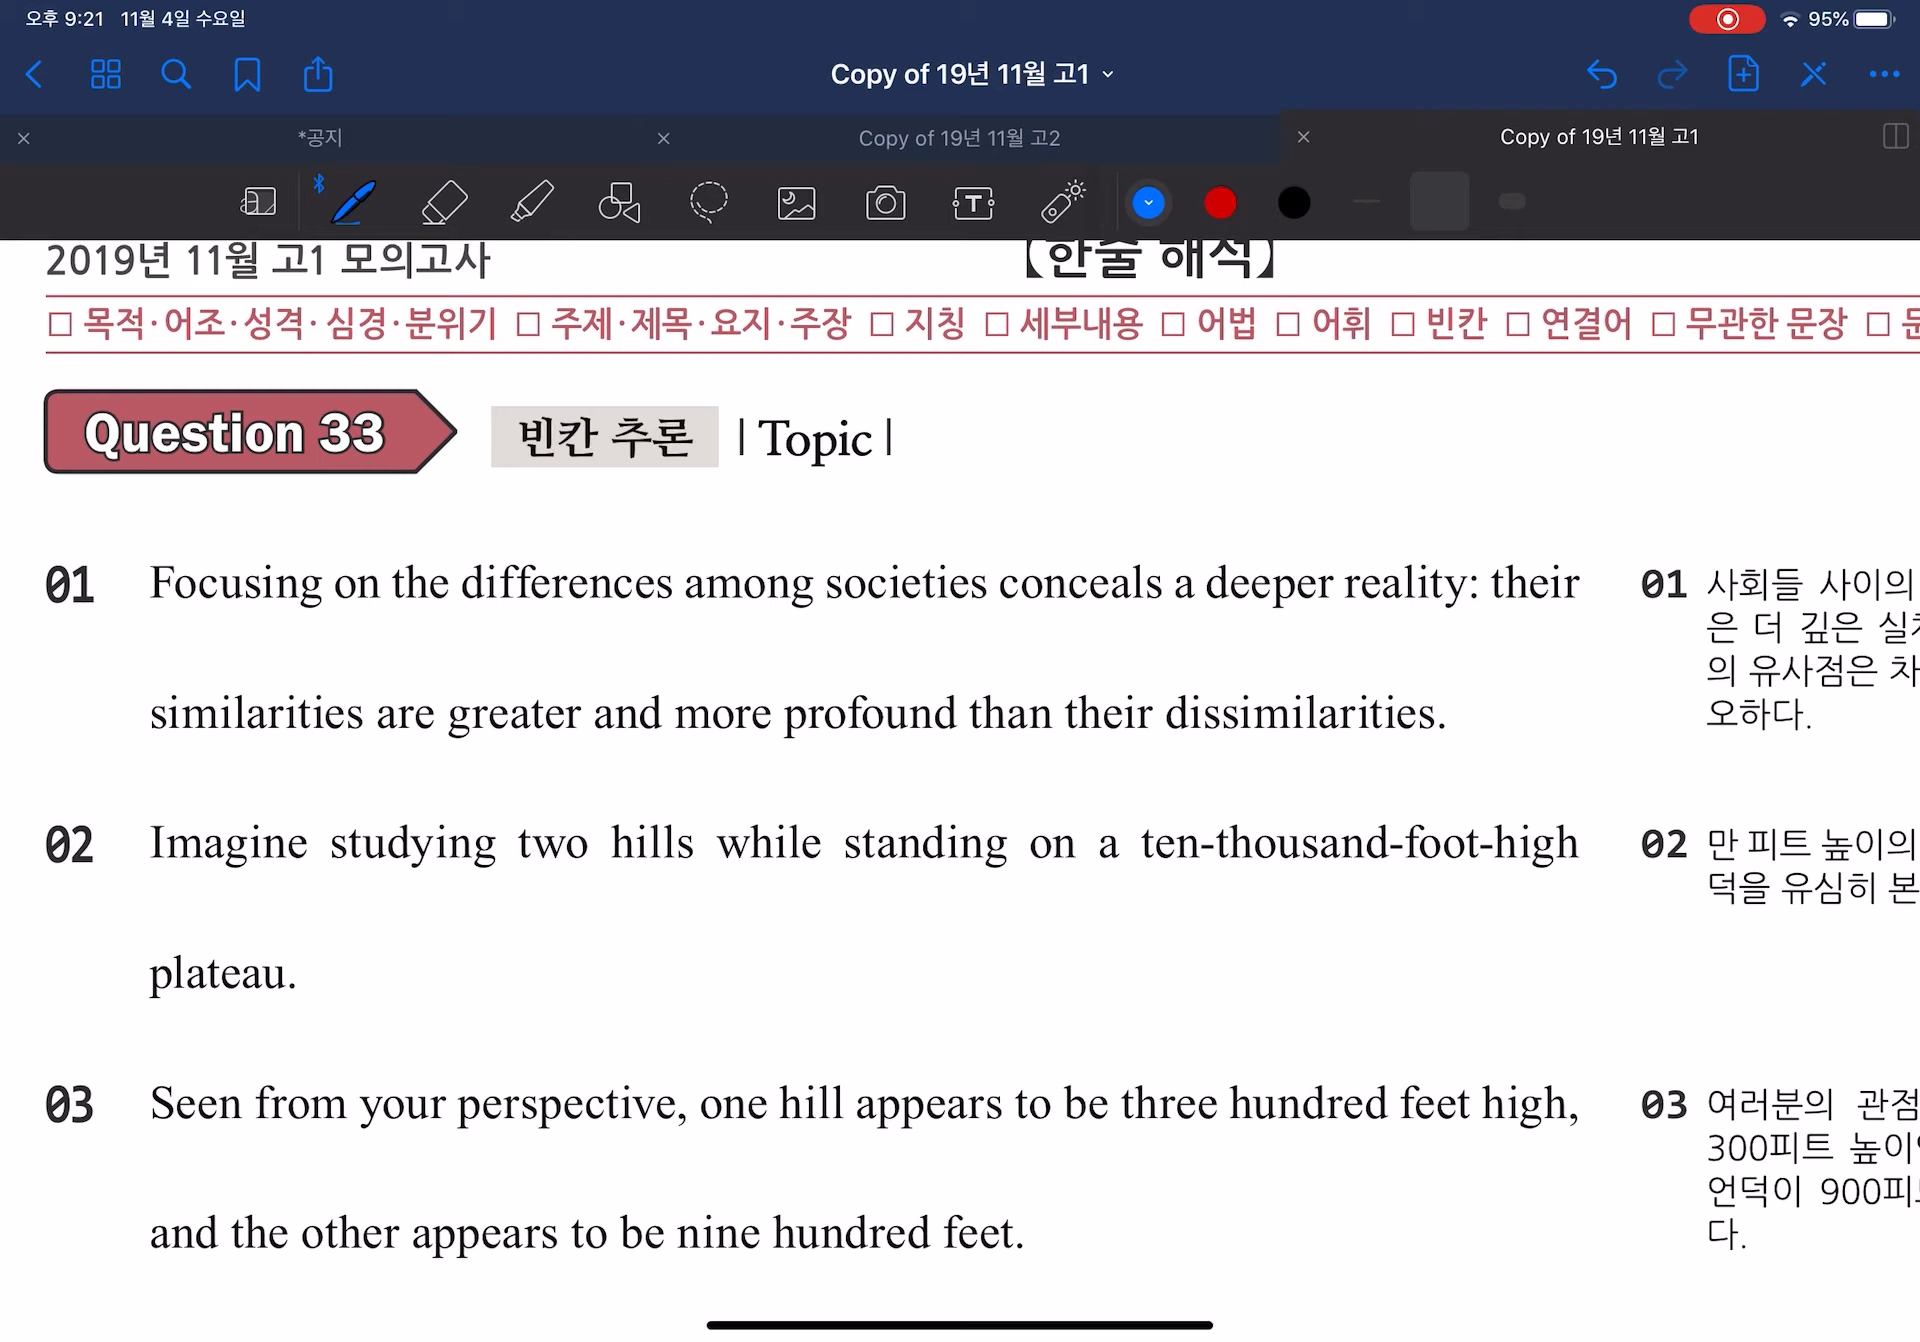 오후 9:21 11월 4일 수요일
95%
Copy of 19년 11월 고1
*공지
Copy of 19년 11월 고2
Copy of 19년 11월 고1
2019년 11월 고1 모의고사
【한줄 해석】
□ 목적·어조·성격·심경·분위기 □ 주제·제목·요지·주장 □ 지칭 □ 세부내용 □ 어법 □ 어휘 □ 빈칸 □ 연결어 □ 무관한 문장 □
Question 33
빈칸 추론 | Topic |
01 Focusing on the differences among societies conceals a deeper reality: their
similarities are greater and more profound than their dissimilarities.
02 Imagine studying two hills while standing on a ten-thousand-foot-high
plateau.
03 Seen from your perspective, one hill appears to be three hundred feet high,
and the other appears to be nine hundred feet.
01 사회들 사이의
은 더 깊은
의 유사점은 차
오하다.
02 만 피트 높이의
덕을 유심히 본
03 여러분의 관점
300피트
언덕이
다.